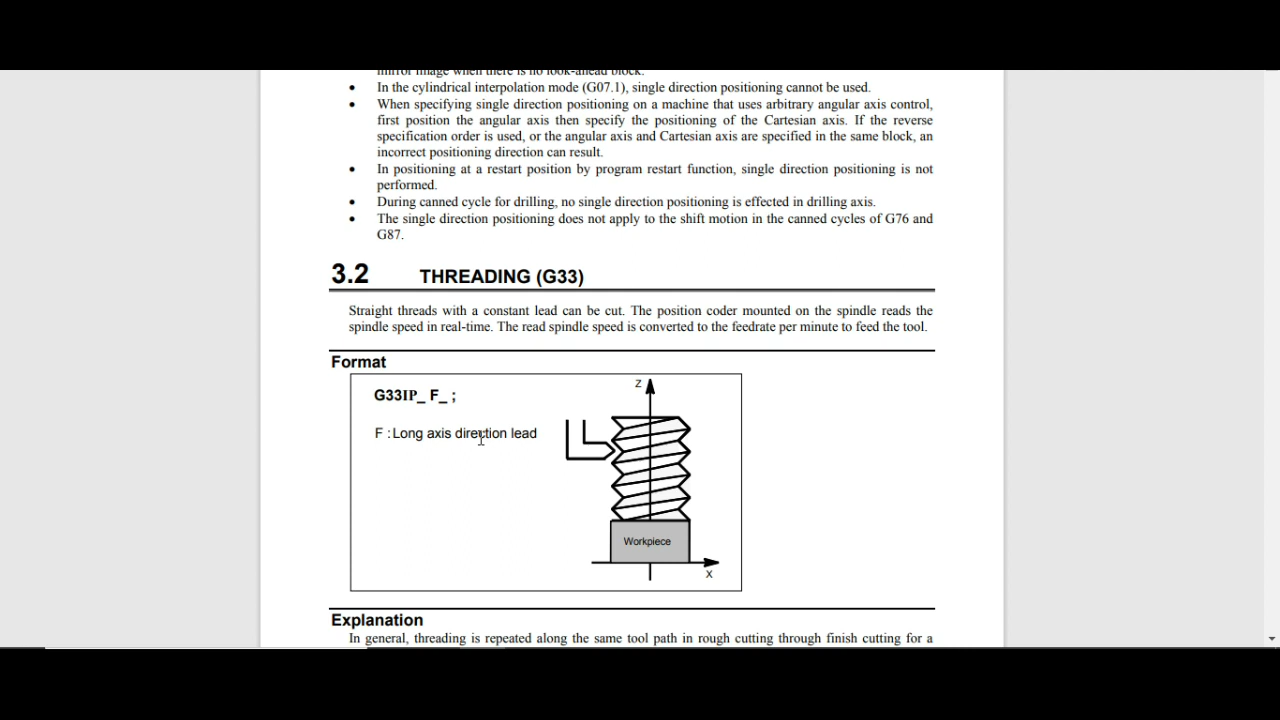 mirror image when there is no look-ahead block.
• In the cylindrical interpolation mode (G07.1), single direction positioning cannot be used.
• When specifying single direction positioning on a machine that uses arbitrary angular axis control,
first position the angular axis then specify the positioning of the Cartesian axis. If the reverse
specification order is used, or the angular axis and Cartesian axis are specified in the same block, an
incorrect positioning direction can result.
• In positioning at a restart position by program restart function, single direction positioning is not
performed.
• During canned cycle for drilling, no single direction positioning is effected in drilling axis.
• The single direction positioning does not apply to the shift motion in the canned cycles of G76 and
G87.
3.2 THREADING (G33)
Straight threads with a constant lead can be cut. The position coder mounted on the spindle reads the
spindle speed in real-time. The read spindle speed is converted to the feedrate per minute to feed the tool.
Format
G33IP_ F_ ;
F : Long axis direction lead
Z
Workpiece
X
Explanation
In general, threading is repeated along the same tool path in rough cutting through finish cutting for a